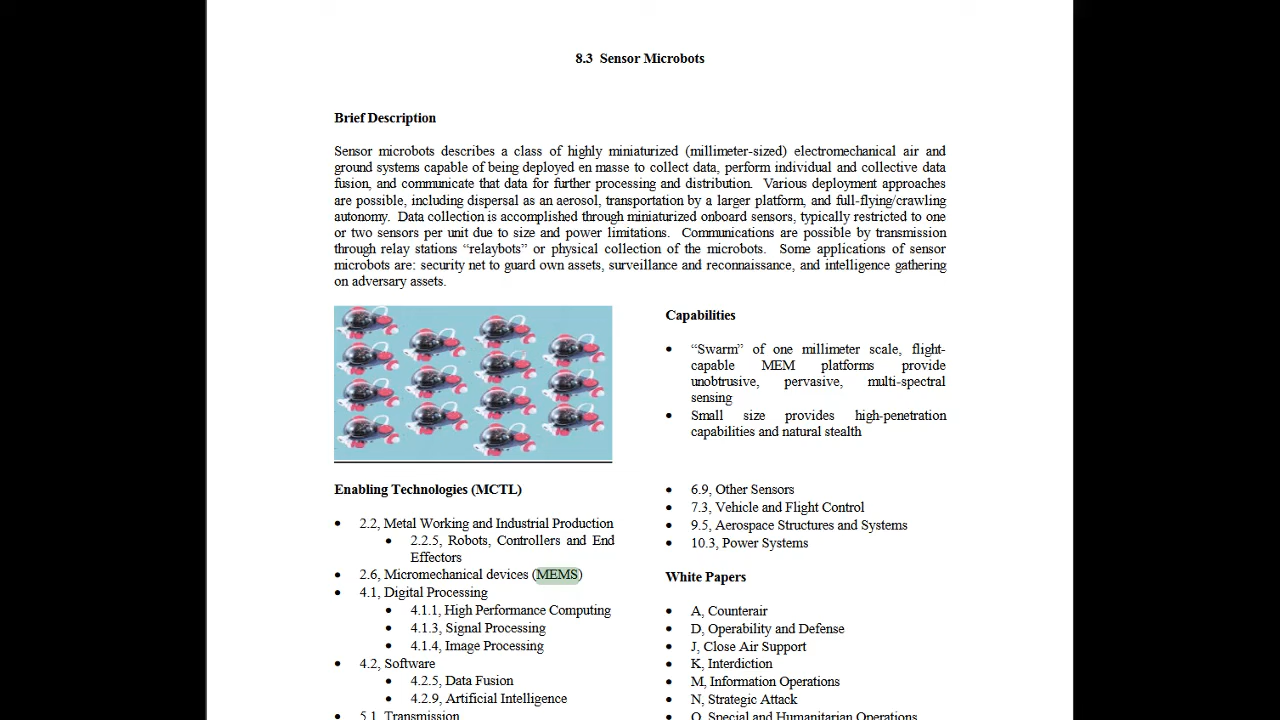 8.3 Sensor Microbots
Brief Description
Sensor microbots describes a class of highly miniaturized (millimeter-sized) electromechanical air and
ground systems capable of being deployed en masse to collect data, perform individual and collective data
fusion, and communicate that data for further processing and distribution. Various deployment approaches
are possible, including dispersal as an aerosol, transportation by a larger platform, and full-flying/crawling
autonomy. Data collection is accomplished through miniaturized onboard sensors, typically restricted to one
or two sensors per unit due to size and power limitations. Communications are possible by transmission
through relay stations “relaybots” or physical collection of the microbots. Some applications of sensor
microbots are: security net to guard own assets, surveillance and reconnaissance, and intelligence gathering
on adversary assets.
Capabilities
• “Swarm” of one millimeter scale, flight-
capable MEM platforms provide
unobtrusive, pervasive, multi-spectral
sensing
• Small size provides high-penetration
capabilities and natural stealth
Enabling Technologies (MCTL)
• 2.2, Metal Working and Industrial Production
• 2.2.5, Robots, Controllers and End
Effectors
• 2.6, Micromechanical devices (MEMS)
• 4.1, Digital Processing
• 4.1.1, High Performance Computing
• 4.1.3, Signal Processing
• 4.1.4, Image Processing
• 4.2, Software
• 4.2.5, Data Fusion
• 4.2.9, Artificial Intelligence
• 5.1, Transmission
• 6.9, Other Sensors
• 7.3, Vehicle and Flight Control
• 9.5, Aerospace Structures and Systems
• 10.3, Power Systems
White Papers
• A, Counterair
• D, Operability and Defense
• J, Close Air Support
• K, Interdiction
• M, Information Operations
• N, Strategic Attack
• O, Special and Humanitarian Operations